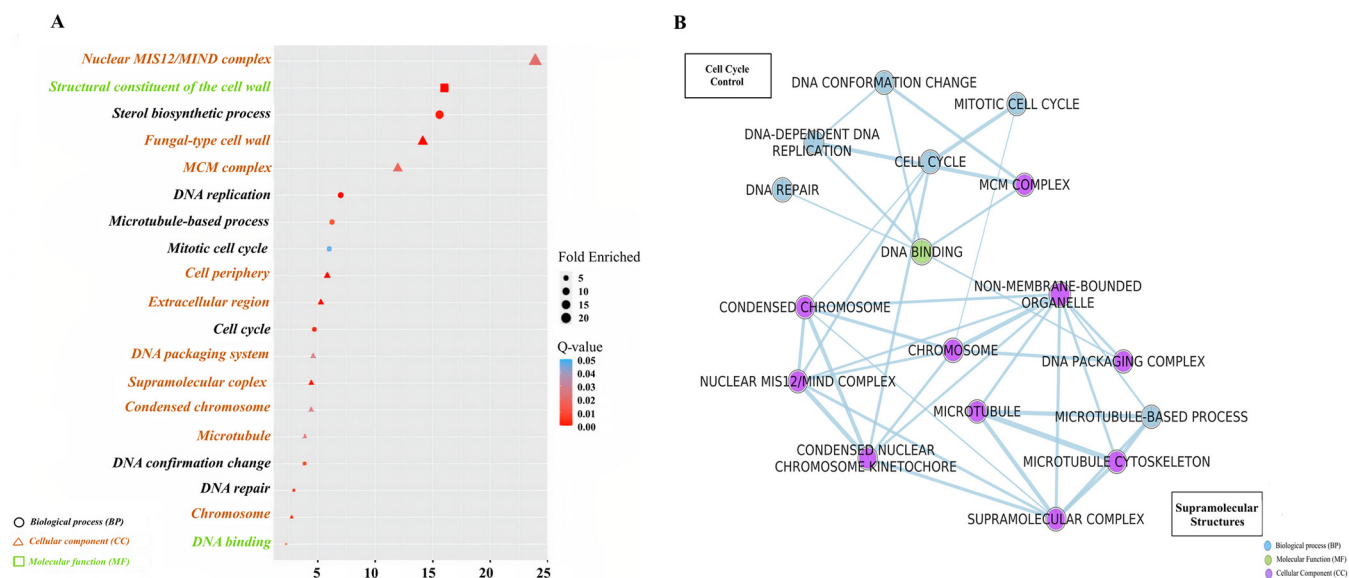 A
Nuclear MIS12/MIND complex
Structural constituent of the cell wall
Sterol biosynthetic process
Fungal-type cell wall
MCM complex
DNA replication
Microtubule-based process
Mitotic cell cycle
Cell periphery
Extracellular region
Cell cycle
DNA packaging system
Supramolecular coplex
Condensed chromosome
Microtubule
DNA confirmation change
DNA repair
Chromosome
DNA binding
Biological process (BP)
Cellular component (CC)
Molecular function (MF)
5 10 15 20 25
Fold Enriched
5
10
15
20
Q-value
0.05
0.04
0.03
0.02
0.01
0.00
B
Cell Cycle
Control
DNA CONFORMATION CHANGE
MITOTIC CELL CYCLE
DNA-DEPENDENT DNA
REPLICATION
CELL CYCLE
DNA REPAIR
MCM COMPLEX
DNA BINDING
NON-MEMBRANE-BOUNDED
ORGANELLE
CONDENSED CHROMOSOME
CHROMOSOME
DNA PACKAGING COMPLEX
NUCLEAR MIS12/MIND COMPLEX
MICROTUBULE
MICROTUBULE-BASED PROCESS
CONDENSED NUCLEAR
CHROMOSOME KINETOCHORE
MICROTUBULE CYTOSKELETON
SUPRAMOLECULAR COMPLEX
Supramolecular
Structures
Biological process (BP)
Molecular Function (MF)
Cellular Component (CC)